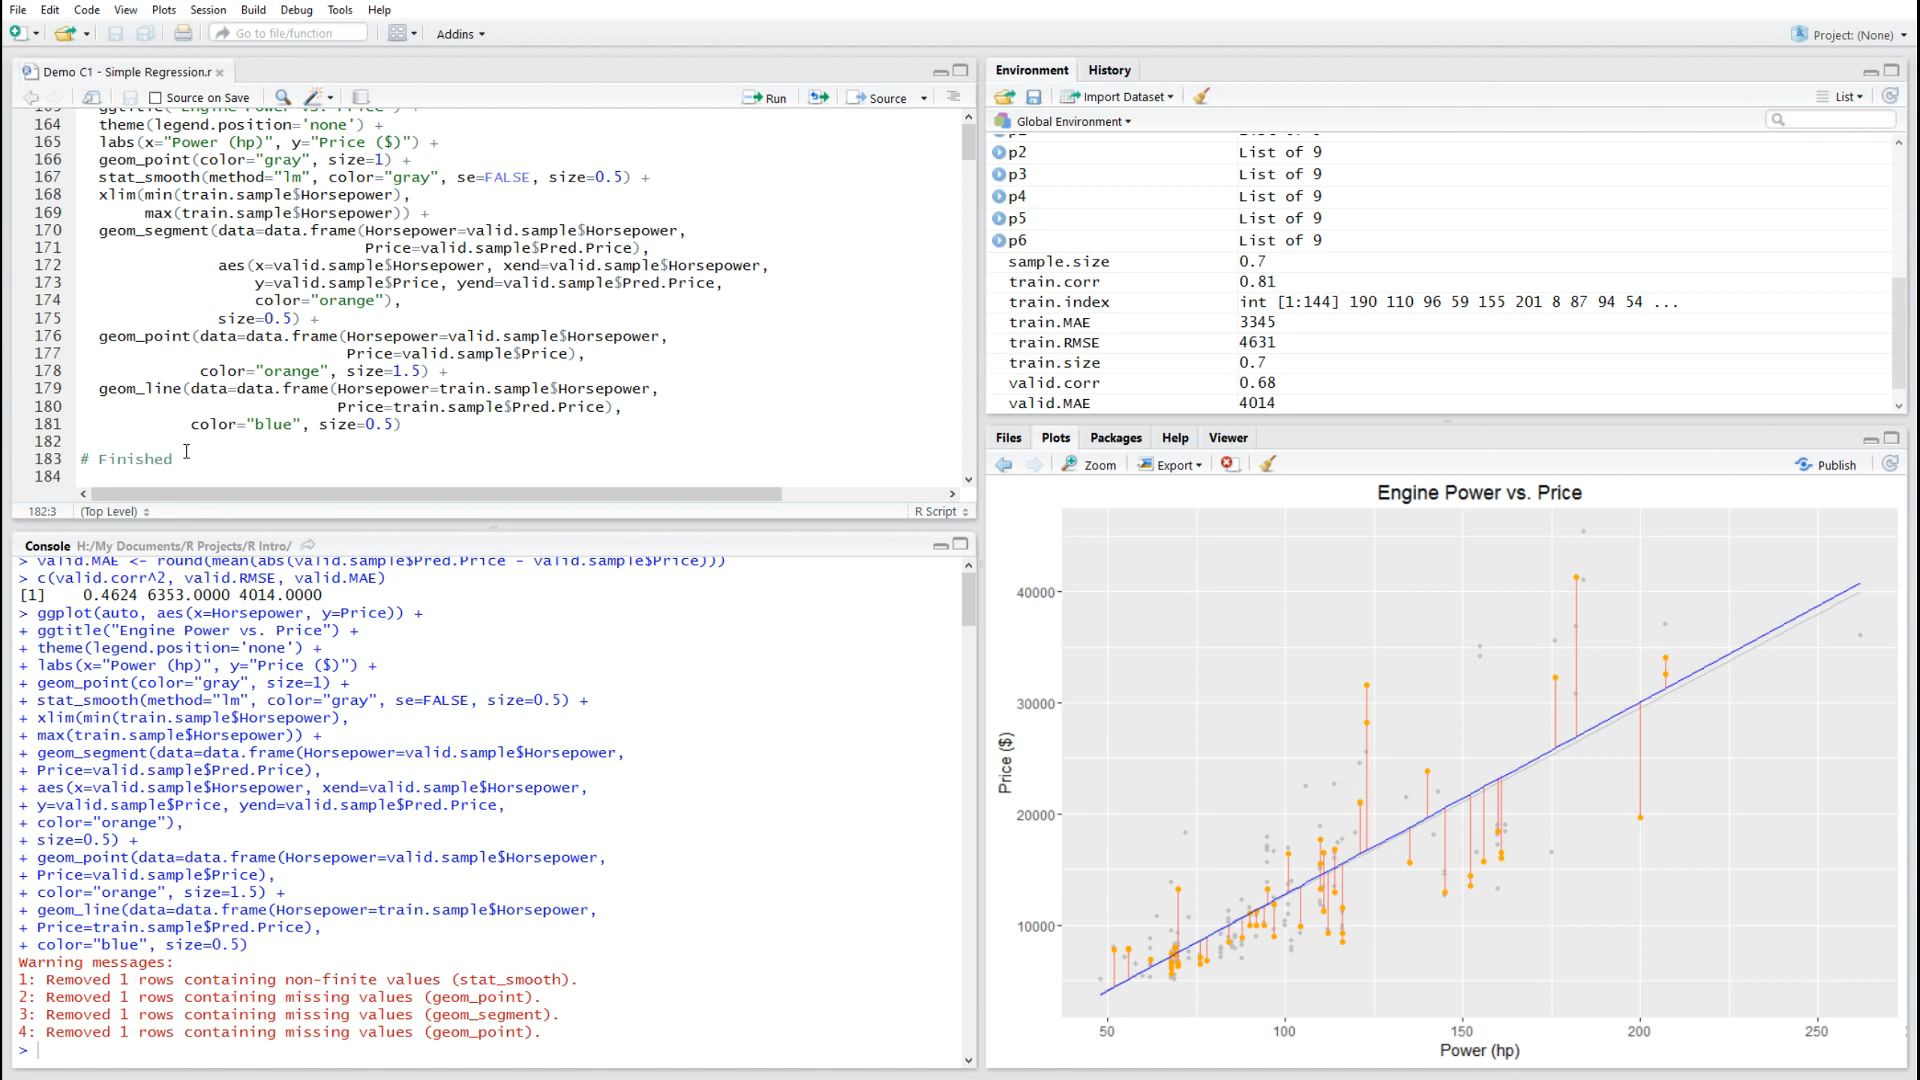 File Edit Code View Plots Session Build Debug Tools Help
Go to file/function Addins Project: (None)
Demo C1 - Simple Regression.r
Source on Save Run Source
164 theme(legend.position='none') +
165 labs(x="Power (hp)", y="Price ($)") +
166 geom_point(color="gray", size=1) +
167 stat_smooth(method="lm", color="gray", se=FALSE, size=0.5) +
168 xlim(min(train.sample$Horsepower),
169 max(train.sample$Horsepower)) +
170 geom_segment(data=data.frame(Horsepower=valid.sample$Horsepower,
171 Price=valid.sample$Pred.Price),
172 aes(x=valid.sample$Horsepower, xend=valid.sample$Horsepower,
173 y=valid.sample$Price, yend=valid.sample$Pred.Price,
174 color="orange"),
175 size=0.5) +
176 geom_point(data=data.frame(Horsepower=valid.sample$Horsepower,
177 Price=valid.sample$Price),
178 color="orange", size=1.5) +
179 geom_line(data=data.frame(Horsepower=train.sample$Horsepower,
180 Price=train.sample$Pred.Price),
181 color="blue", size=0.5)
182
183 # Finished
184
182:3 (Top Level) R Script
Console H:/My Documents/R Projects/R Intro/
> valid.MAE <- round(mean(abs(valid.sample$Pred.Price - valid.sample$Price)))
> c(valid.corr^2, valid.RMSE, valid.MAE)
[1] 0.4624 6353.0000 4014.0000
> ggplot(auto, aes(x=Horsepower, y=Price)) +
+ ggtitle("Engine Power vs. Price") +
+ theme(legend.position='none') +
+ labs(x="Power (hp)", y="Price ($)") +
+ geom_point(color="gray", size=1) +
+ stat_smooth(method="lm", color="gray", se=FALSE, size=0.5) +
+ xlim(min(train.sample$Horsepower),
+ max(train.sample$Horsepower)) +
+ geom_segment(data=data.frame(Horsepower=valid.sample$Horsepower,
+ Price=valid.sample$Pred.Price),
+ aes(x=valid.sample$Horsepower, xend=valid.sample$Horsepower,
+ y=valid.sample$Price, yend=valid.sample$Pred.Price,
+ color="orange"),
+ size=0.5) +
+ geom_point(data=data.frame(Horsepower=valid.sample$Horsepower,
+ Price=valid.sample$Price),
+ color="orange", size=1.5) +
+ geom_line(data=data.frame(Horsepower=train.sample$Horsepower,
+ Price=train.sample$Pred.Price),
+ color="blue", size=0.5)
Warning messages:
1: Removed 1 rows containing non-finite values (stat_smooth).
2: Removed 1 rows containing missing values (geom_point).
3: Removed 1 rows containing missing values (geom_segment).
4: Removed 1 rows containing missing values (geom_point).
>
Environment History
Import Dataset List
Global Environment
p2 List of 9
p3 List of 9
p4 List of 9
p5 List of 9
p6 List of 9
sample.size 0.7
train.corr 0.81
train.index int [1:144] 190 110 96 59 155 201 8 87 94 54 ...
train.MAE 3345
train.RMSE 4631
train.size 0.7
valid.corr 0.68
valid.MAE 4014
Files Plots Packages Help Viewer
Zoom Export Publish
Engine Power vs. Price
Price ($)
40000
30000
20000
10000
50 100 150 200 250
Power (hp)